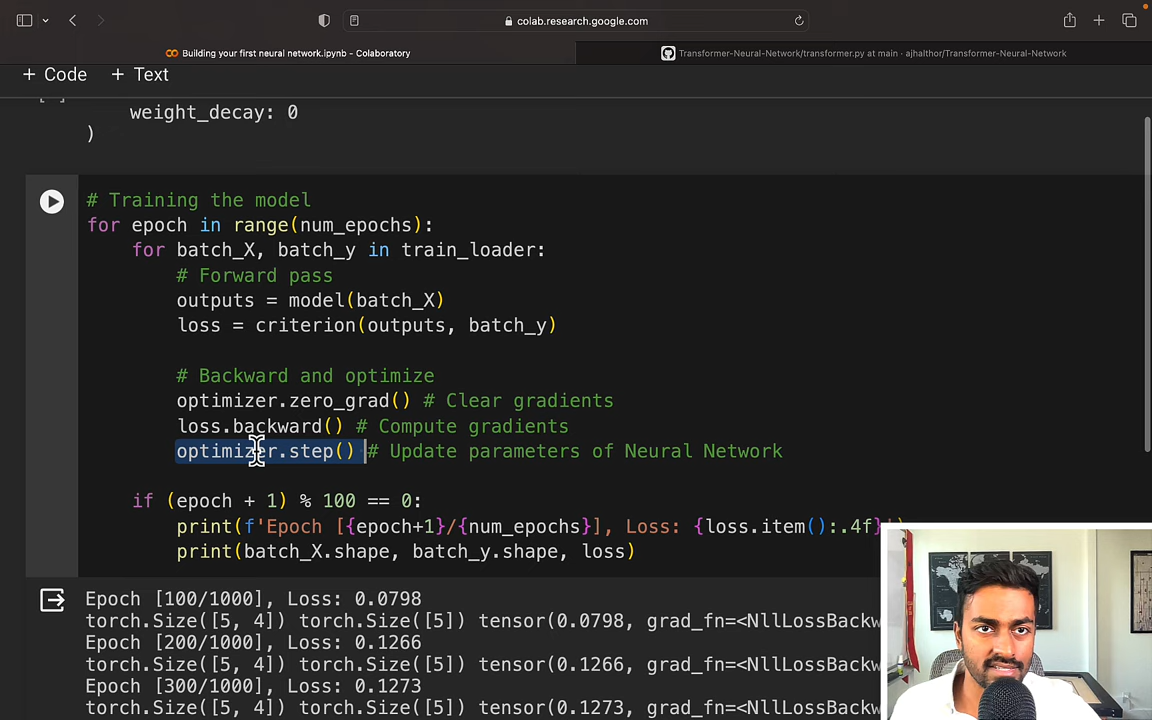 colab.research.google.com
Building your first neural network.ipynb - Colaboratory
Transformer-Neural-Network/transformer.py at main · ajhalthor/Transformer-Neural-Network
+ Code + Text
weight_decay: 0
)
# Training the model
for epoch in range(num_epochs):
for batch_X, batch_y in train_loader:
# Forward pass
outputs = model(batch_X)
loss = criterion(outputs, batch_y)
# Backward and optimize
optimizer.zero_grad() # Clear gradients
loss.backward() # Compute gradients
optimizer.step() # Update parameters of Neural Network
if (epoch + 1) % 100 == 0:
print(f'Epoch [{epoch+1}/{num_epochs}], Loss: {loss.item():.4f}')
print(batch_X.shape, batch_y.shape, loss)
Epoch [100/1000], Loss: 0.0798
torch.Size([5, 4]) torch.Size([5]) tensor(0.0798, grad_fn=<NllLossBackw
Epoch [200/1000], Loss: 0.1266
torch.Size([5, 4]) torch.Size([5]) tensor(0.1266, grad_fn=<NllLossBackw
Epoch [300/1000], Loss: 0.1273
torch.Size([5, 4]) torch.Size([5]) tensor(0.1273, grad_fn=<NllLossBackw